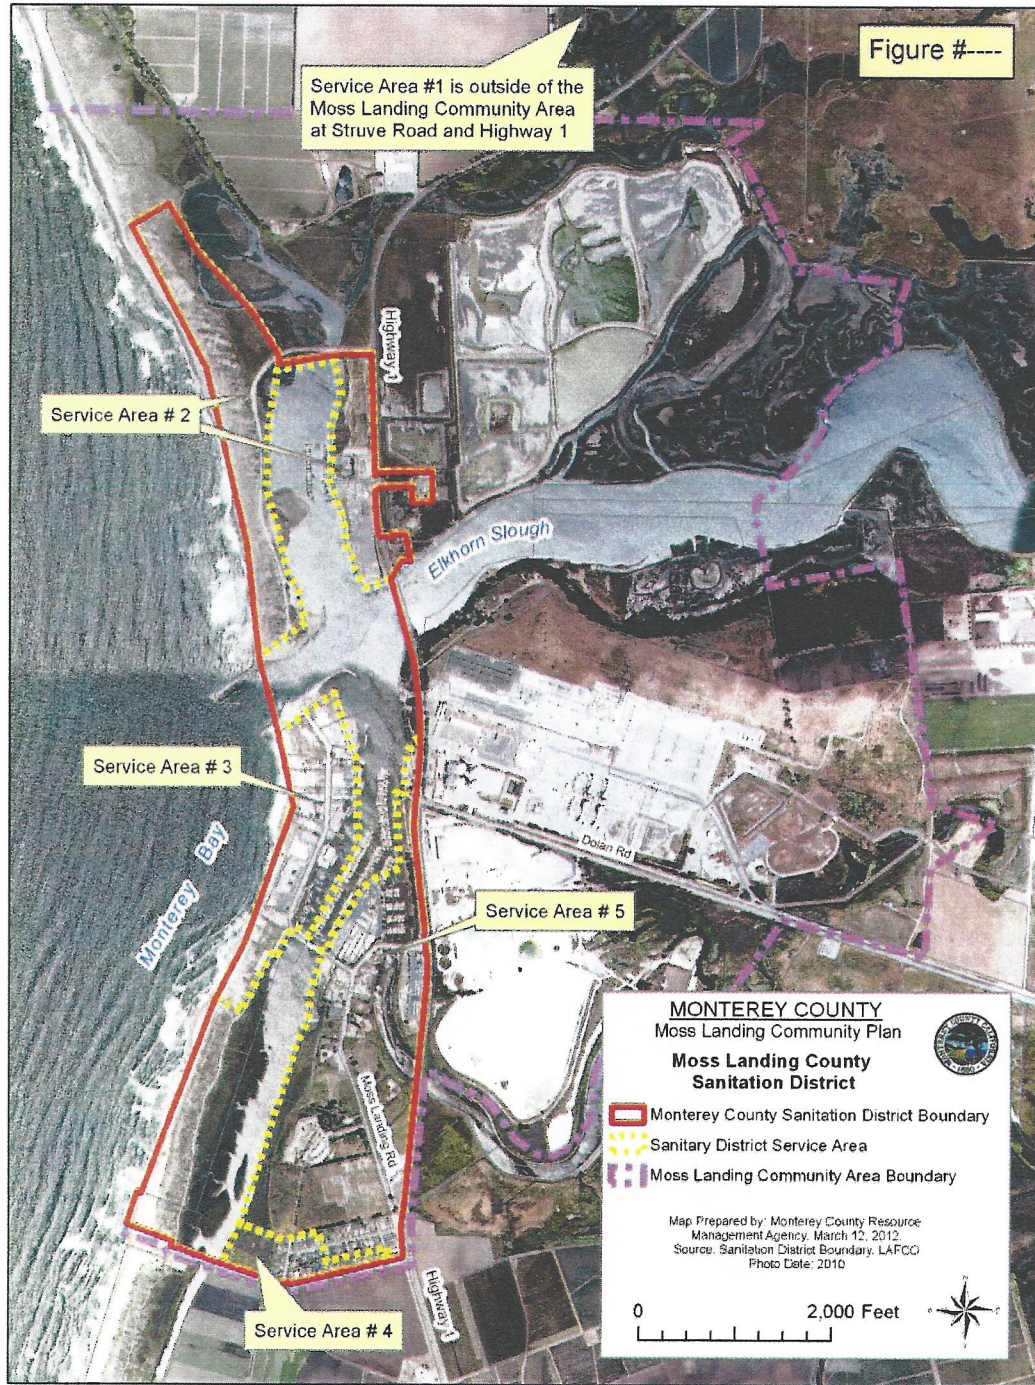 Figure #----
Service Area #1 is outside of the
Moss Landing Community Area
at Struve Road and Highway 1
Highway 1
Service Area # 2
Elkhorn Slough
Service Area # 3
Monterey Bay
Dolan Rd
Service Area # 5
Moss Landing Rd
Highway 1
Service Area # 4
MONTEREY COUNTY
Moss Landing Community Plan
Moss Landing County
Sanitation District
Monterey County Sanitation District Boundary
Sanitary District Service Area
Moss Landing Community Area Boundary
Map Prepared by: Monterey County Resource
Management Agency, March 12, 2012
Source: Sanitation District Boundary, LAFCO
Photo Date: 2010
0 2,000 Feet